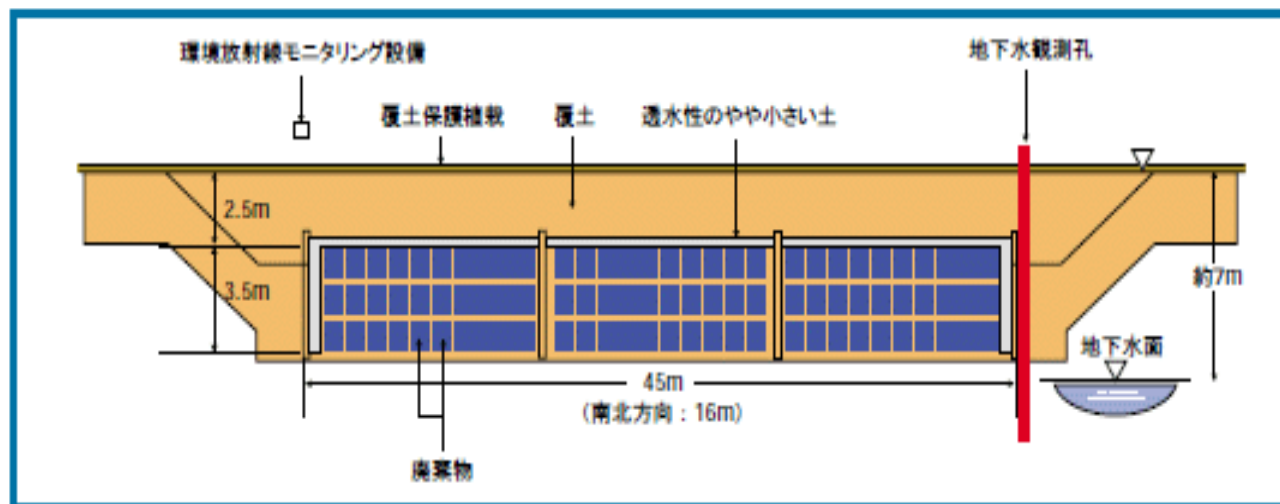 環境放射線モニタリング設備
地下水観測孔
覆土保護植栽
覆土
透水性のやや小さい土
2.5m
3.5m
約7m
地下水面
45m
(南北方向:16m)
廃棄物